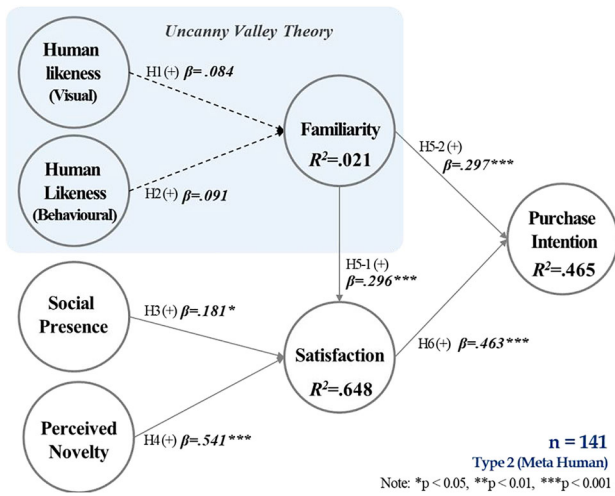 Uncanny Valley Theory
Human
likeness
(Visual)
H1(+) β=.084
Familiarity
R²=.021
H5-2(+)
β=.297***
Human
Likeness
(Behavioural)
H2(+) β=.091
Purchase
Intention
R²=.465
H5-1(+)
β=.296***
Social
Presence
H3(+) β=.181*
Satisfaction
R²=.648
H6(+) β=.463***
Perceived
Novelty
H4(+) β=.541***
n = 141
Type 2 (Meta Human)
Note: *p < 0.05, **p < 0.01, ***p < 0.001